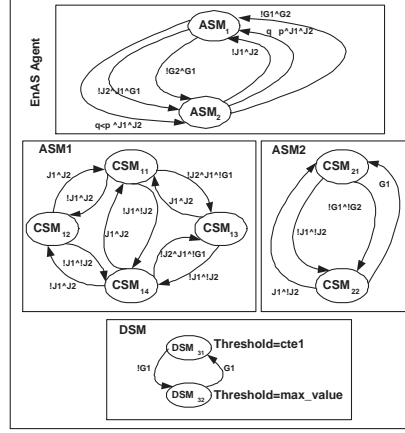 EnAS Agent
ASM1
!G1^G2
q p^J1^J2
!J1^J2
!G2^G1
!J2^J1^G1
q<p ^J1^J2
ASM2
ASM1
CSM11
J1^J2
!J2^J1^!G1
!J1^J2
!J1^!J2
J1^J2
CSM12
J1^J2
CSM13
!J2^J1^!G1
!J1^!J2
!J1^J2
!J1^!J2
CSM14
ASM2
CSM21
G1
!G1^!G2
!J1^!J2
J1^!J2
CSM22
DSM
DSM31
Threshold=cte1
!G1
G1
DSM32
Threshold=max_value